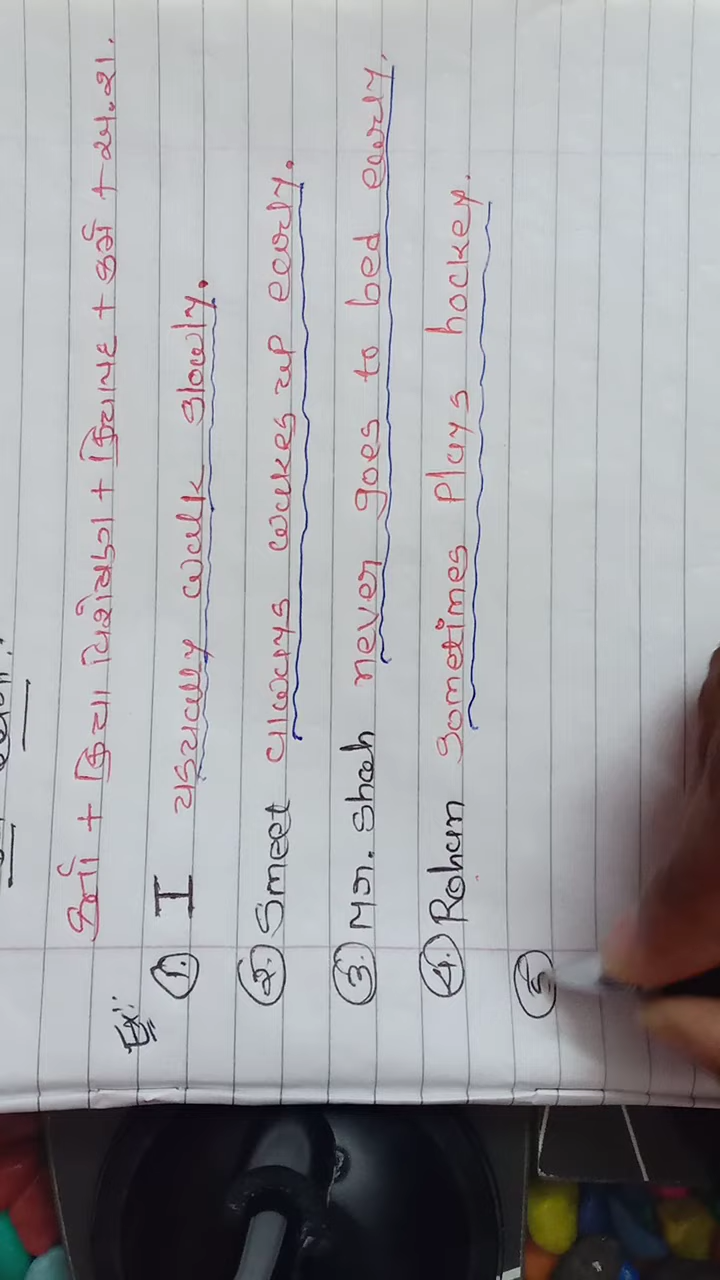 કર્તા + ક્રિયા વિશેષણ + ક્રિયાપદ + કર્મ + અ.શ.
Ex:
1. I usually walk slowly.
2. Smeet always wakes up early.
3. Mr. Shah never goes to bed early.
4. Rohan sometimes plays hockey.
5